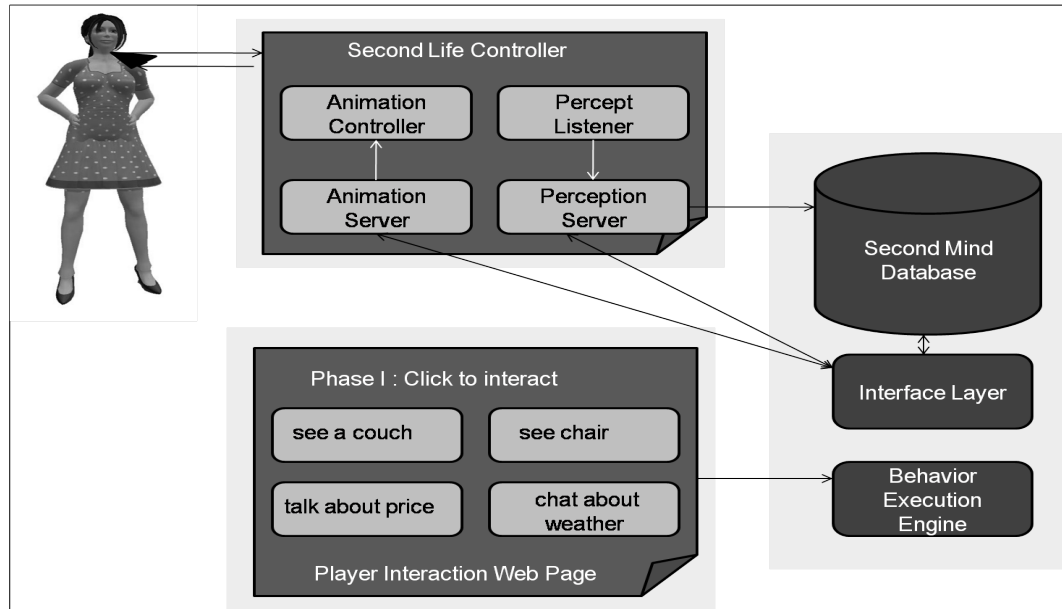 Second Life Controller
Animation
Controller
Percept
Listener
Animation
Server
Perception
Server
Second Mind
Database
Interface Layer
Behavior
Execution
Engine
Phase I : Click to interact
see a couch
see chair
talk about price
chat about
weather
Player Interaction Web Page